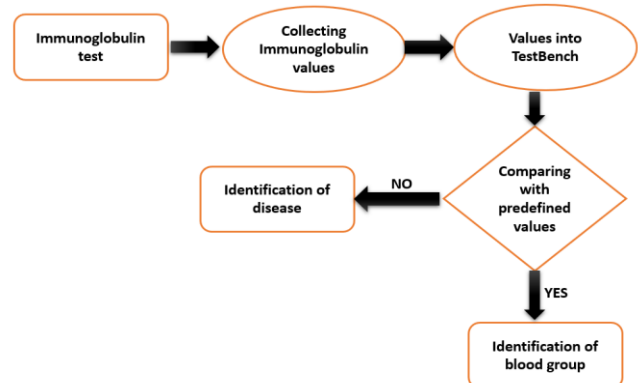 Immunoglobulin
test
Collecting
Immunoglobulin
values
Values into
TestBench
Comparing
with
predefined
values
NO
Identification of
disease
YES
Identification of
blood group